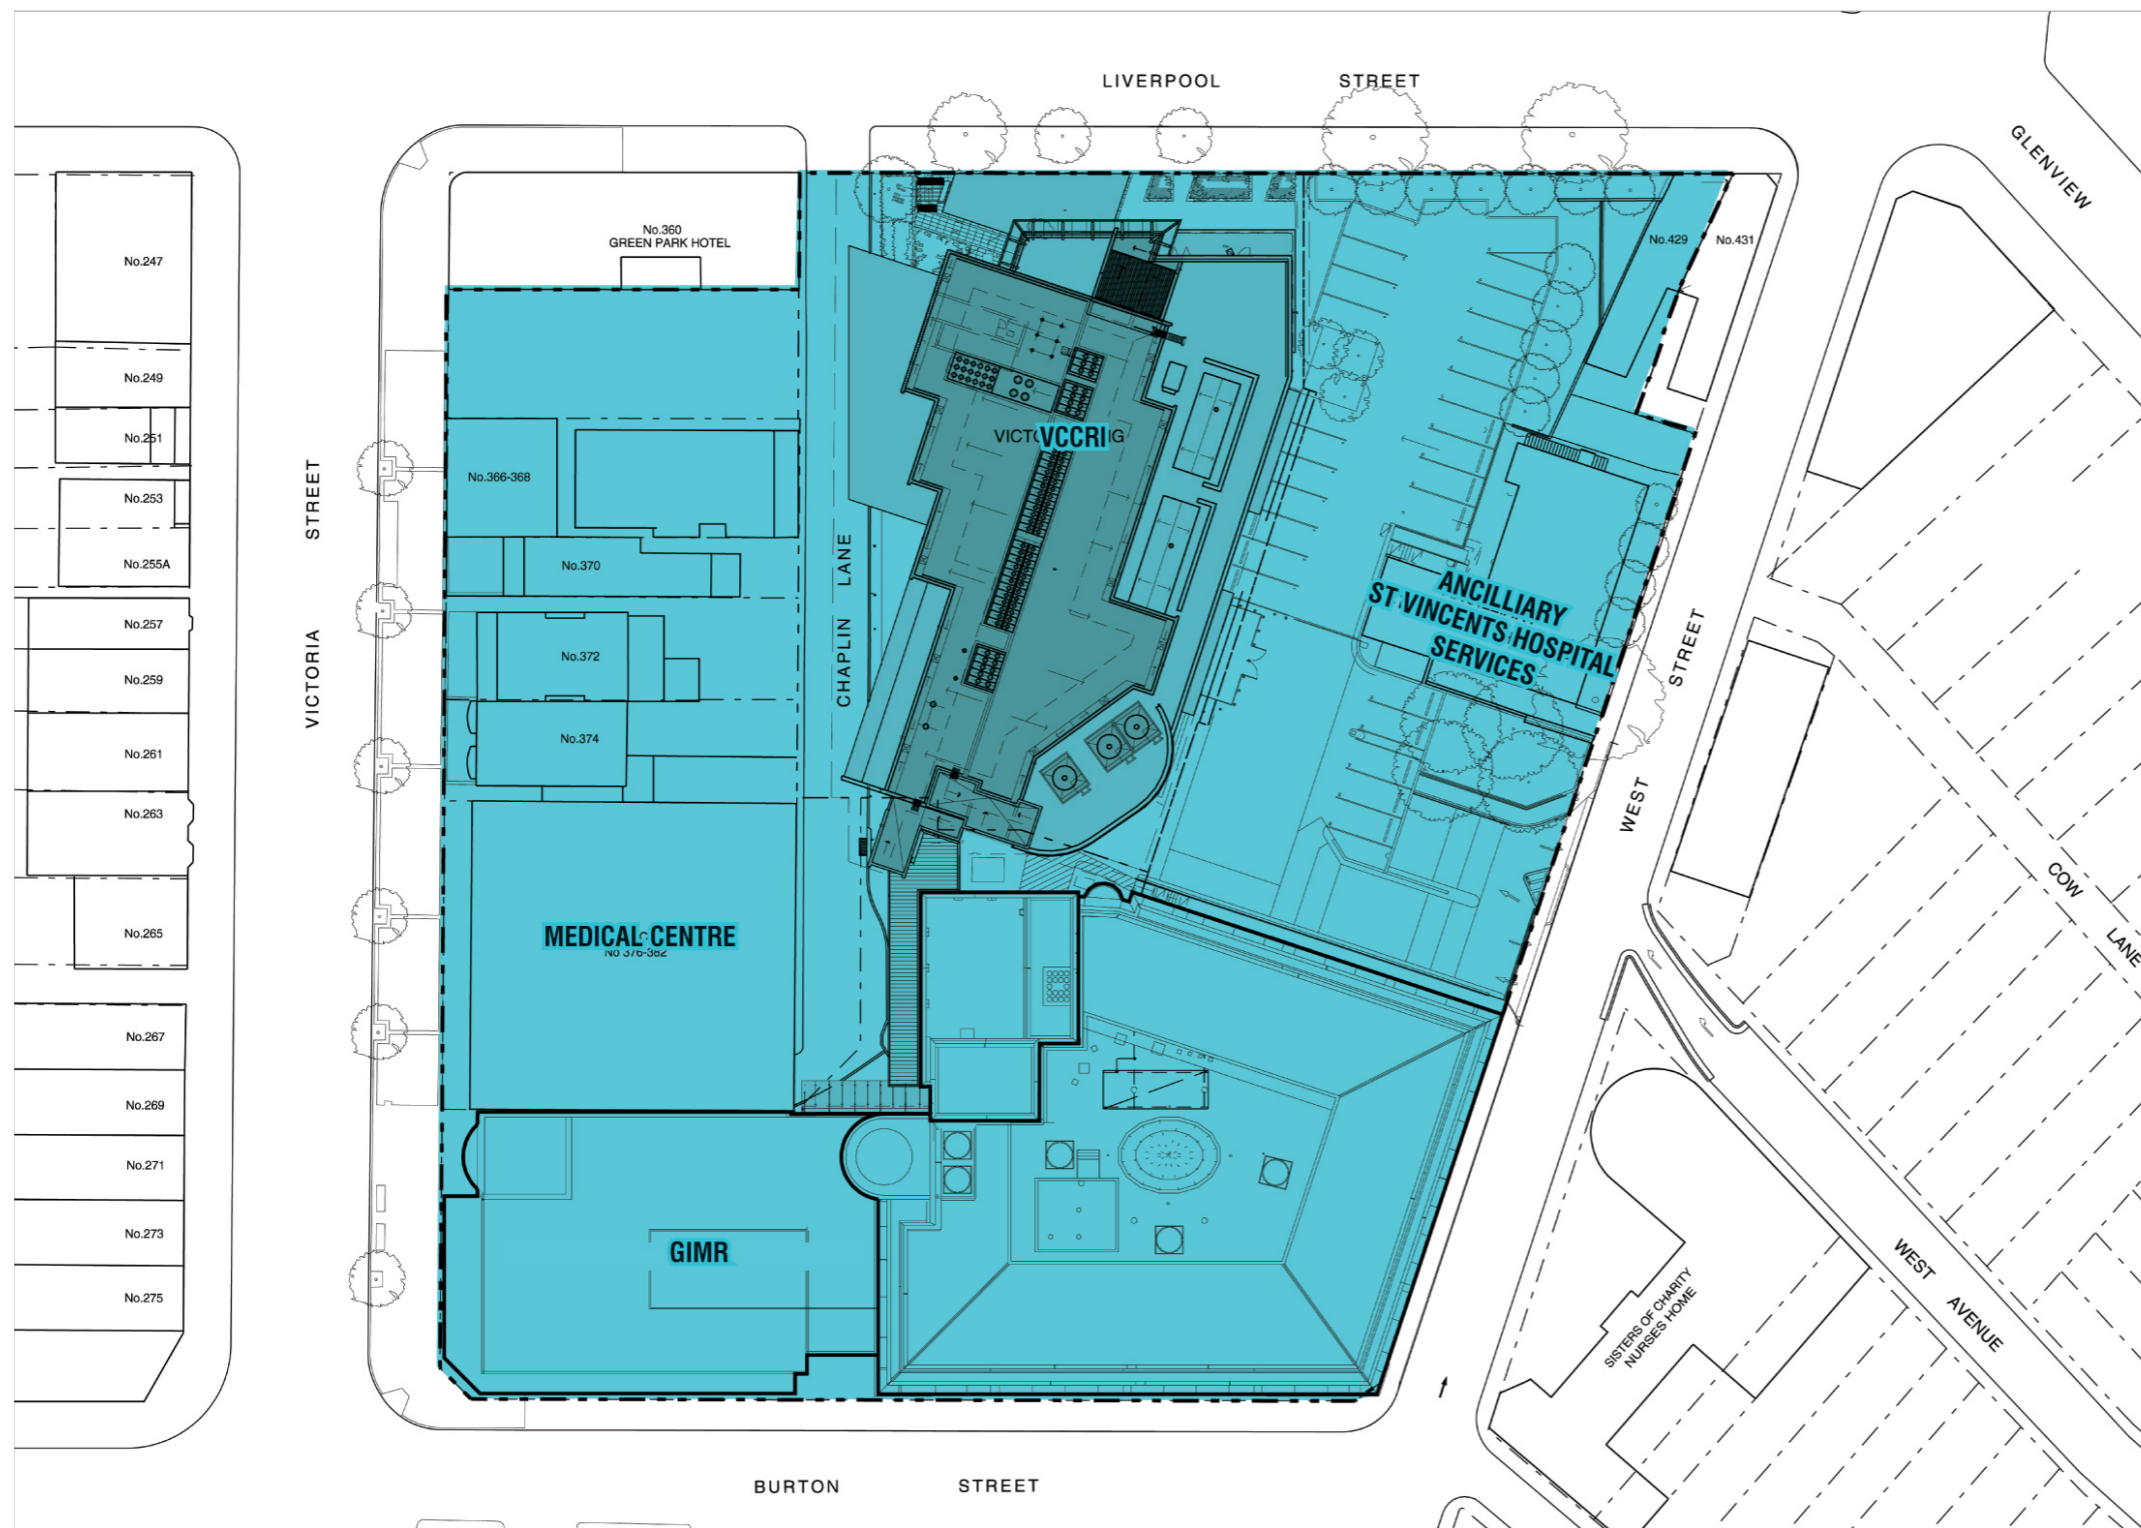 LIVERPOOL STREET
GLENVIEW
No.360
GREEN PARK HOTEL
No.429
No.431
No.247
No.249
No.251
No.253
No.255A
No.257
No.259
No.261
No.263
No.265
No.267
No.269
No.271
No.273
No.275
VICTORIA STREET
No.366-368
No.370
No.372
No.374
CHAPLIN LANE
VCCRI
ANCILLIARY
ST VINCENTS HOSPITAL
SERVICES
WEST STREET
MEDICAL CENTRE
No 376-382
GIMR
COW LANE
WEST AVENUE
SISTERS OF CHARITY
NURSES HOME
BURTON STREET